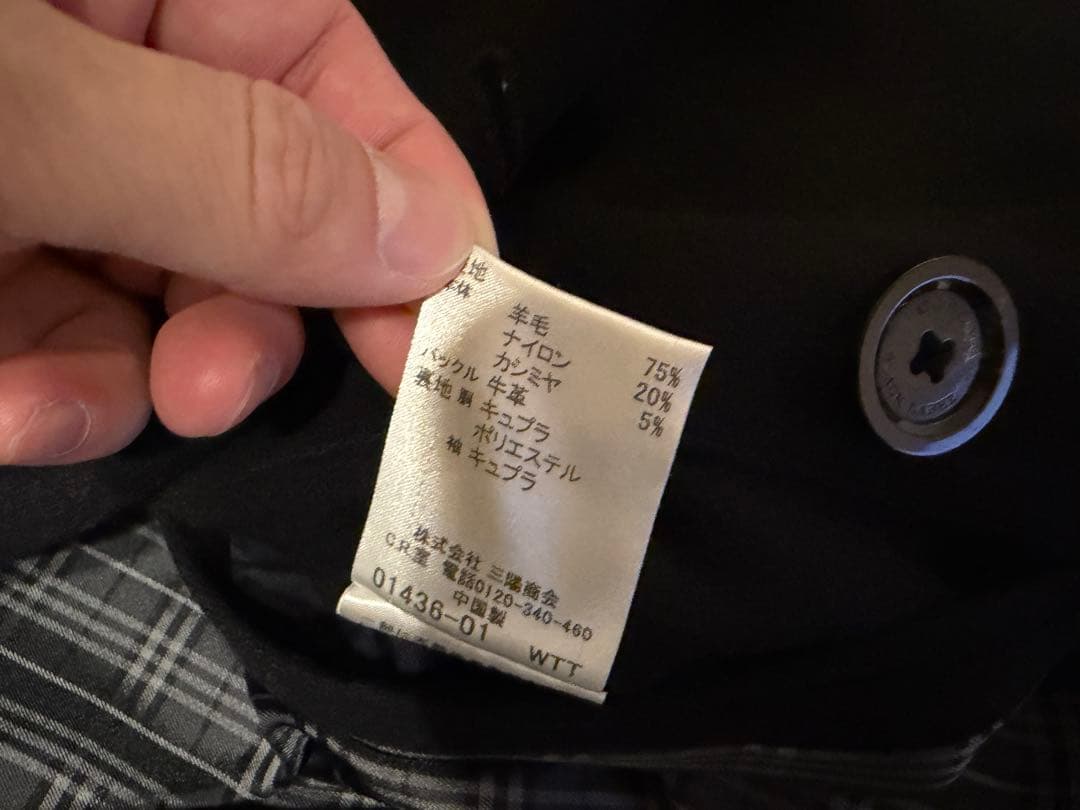 地
体
羊毛 75%
ナイロン 20%
カシミヤ 5%
バックル 牛革
裏地 胴 キュプラ
ポリエステル
袖 キュプラ
株式会社 三陽商会
C.R.室 電話0120-340-460
中国製
01436-01 WTT